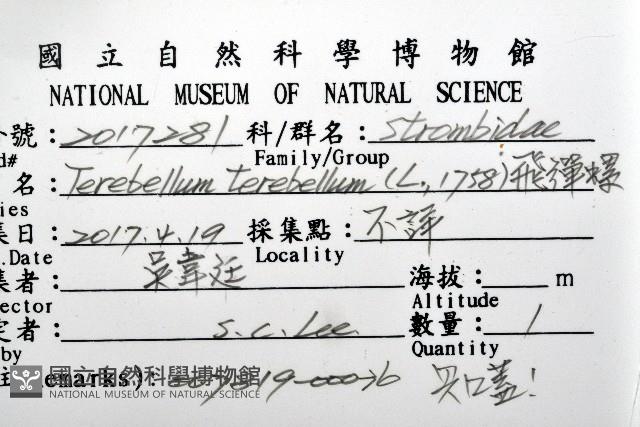 國立自然科學博物館
NATIONAL MUSEUM OF NATURAL SCIENCE
號：2017281 科/群名：Strombidae
d# Family/Group
名：Terebellum terebellum (L., 1758) 飛彈螺
ies
集日：2017.4.19 採集點：不詳
.Date Locality
集者：吳韋廷 海拔：m
ector Altitude
定者：S.C. Lee 數量：1
by Quantity
emarks)：
國立自然科學博物館
NATIONAL MUSEUM OF NATURAL SCIENCE